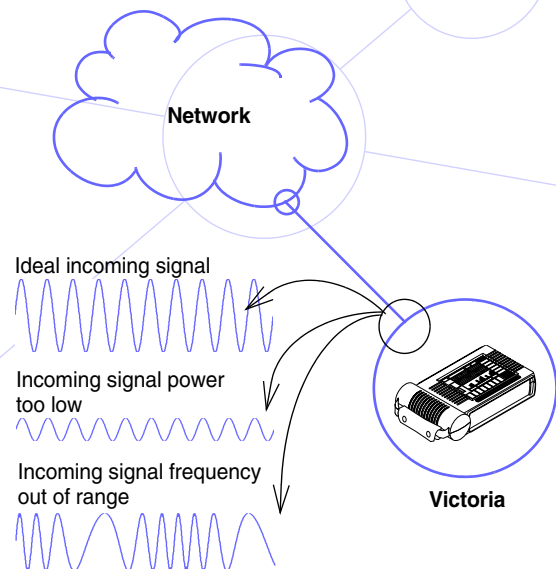 Network
Ideal incoming signal
Incoming signal power
too low
Incoming signal frequency
out of range
Victoria